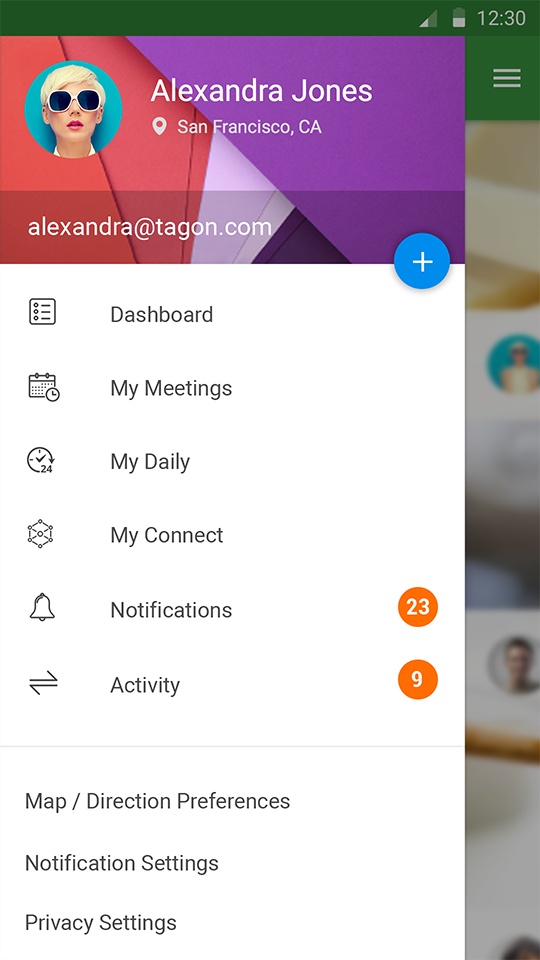 12:30
Alexandra Jones
San Francisco, CA
alexandra@tagon.com
Dashboard
My Meetings
24
My Daily
My Connect
Notifications 23
Activity 9
Map / Direction Preferences
Notification Settings
Privacy Settings